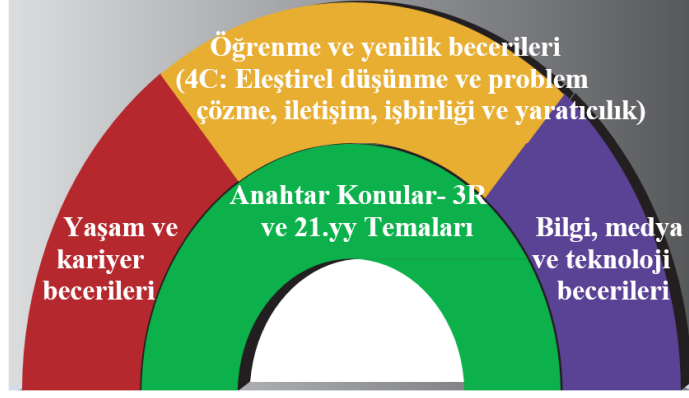 Öğrenme ve yenilik becerileri
(4C: Eleştirel düşünme ve problem
çözme, iletişim, işbirliği ve yaratıcılık)
Anahtar Konular- 3R
ve 21.yy Temaları
Yaşam ve
kariyer
becerileri
Bilgi, medya
ve teknoloji
becerileri